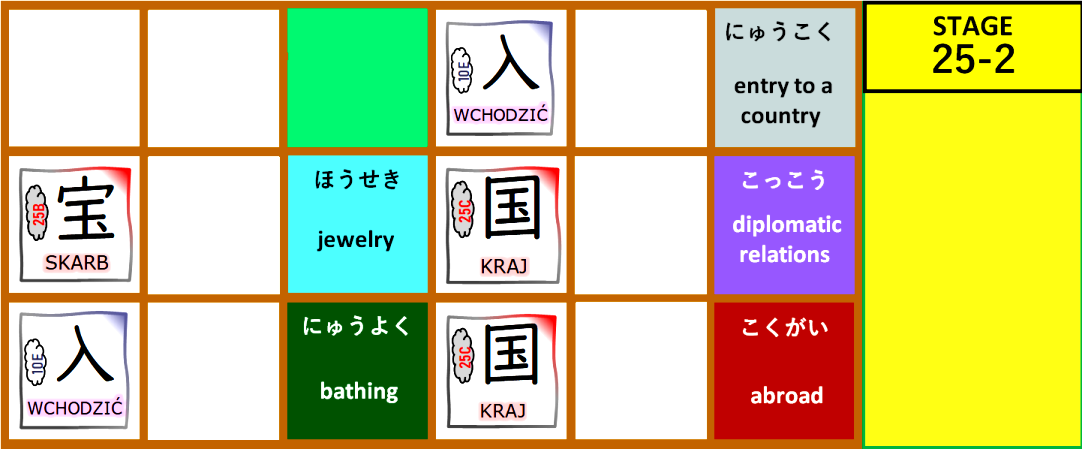 10E
入
WCHODZIĆ
にゅうこく
entry to a
country
STAGE
25-2
25B
宝
SKARB
ほうせき
jewelry
25C
国
KRAJ
こっこう
diplomatic
relations
10E
入
WCHODZIĆ
にゅうよく
bathing
25C
国
KRAJ
こくがい
abroad